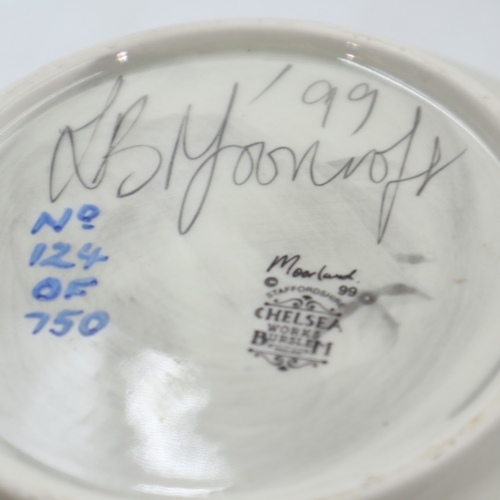 LB Moorcroft '99
Nº
124
OF
750
Moorland.
© 99
STAFFORDSHIRE
CHELSEA
WORKS
BURSLEM